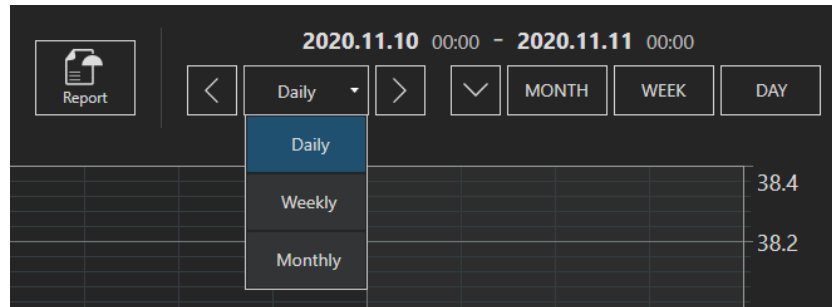 2020.11.10 00:00 - 2020.11.11 00:00
Report
Daily
MONTH
WEEK
DAY
Daily
Weekly
Monthly
38.4
38.2